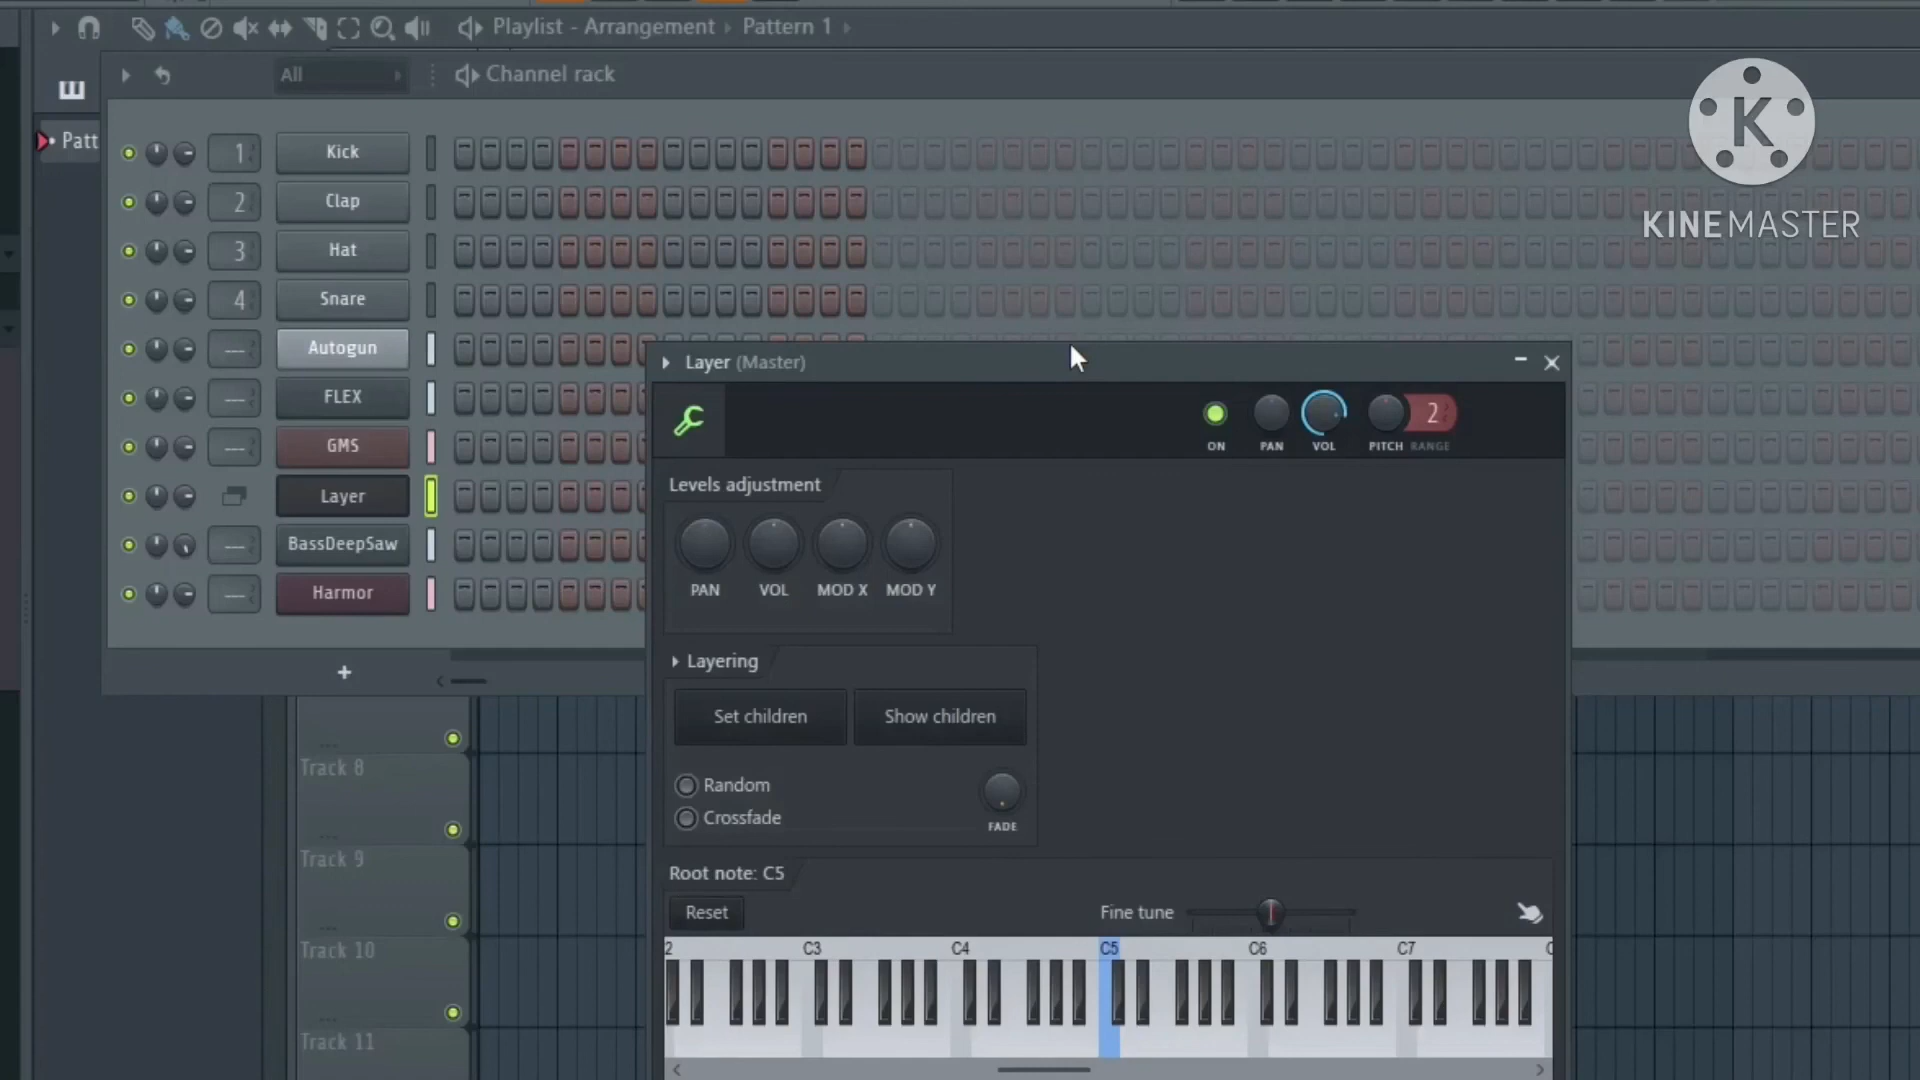 Playlist - Arrangement › Pattern 1 ›
All
Channel rack
Patt
K
KINEMASTER
1 Kick
2 Clap
3 Hat
4 Snare
--- Autogun
--- FLEX
--- GMS
Layer
--- BassDeepSaw
--- Harmor
+
Layer (Master)
2
ON PAN VOL PITCH RANGE
Levels adjustment
PAN VOL MOD X MOD Y
Layering
Set children Show children
Random
Crossfade
FADE
Root note: C5
Reset
Fine tune
2 C3 C4 C5 C6 C7 C
Track 8
Track 9
Track 10
Track 11